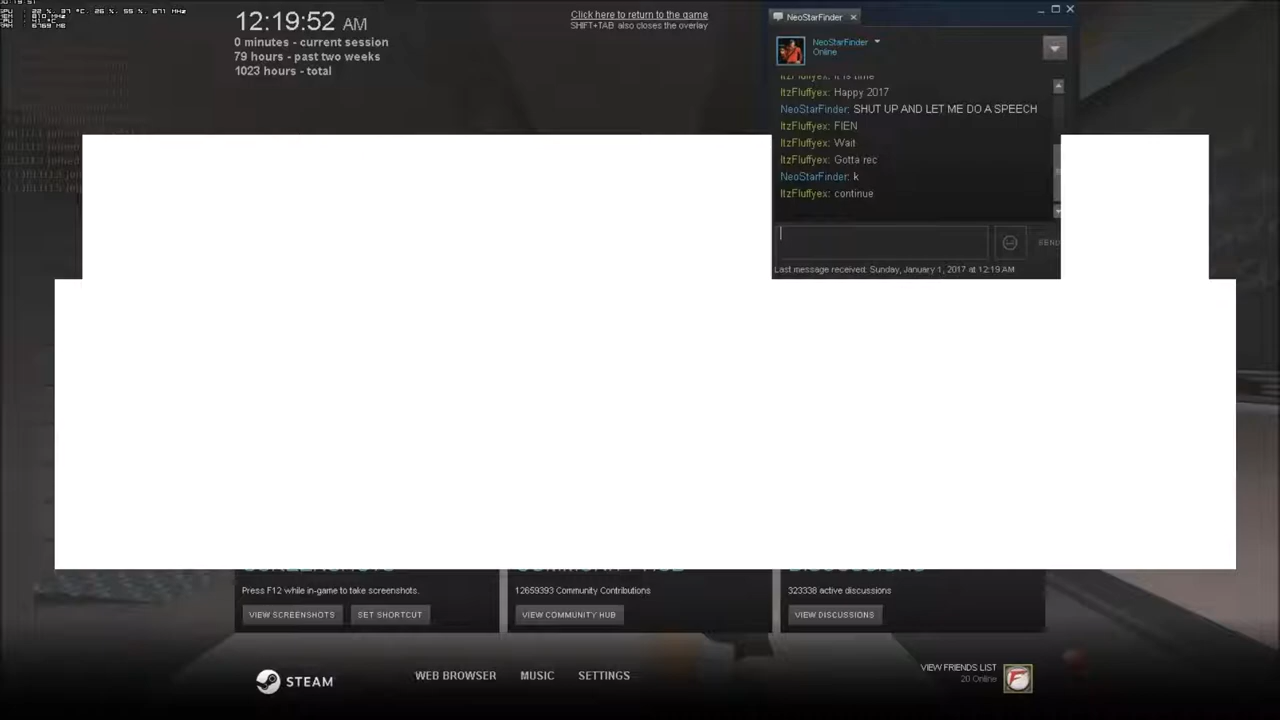 12:19:52 AM
0 minutes - current session
79 hours - past two weeks
1023 hours - total
Click here to return to the game
SHIFT+TAB also closes the overlay
NeoStarFinder
NeoStarFinder
Online
ItzFluffyex: It is time
ItzFluffyex: Happy 2017
NeoStarFinder: SHUT UP AND LET ME DO A SPEECH
ItzFluffyex: FIEN
ItzFluffyex: Wait
ItzFluffyex: Gotta rec
NeoStarFinder: k
ItzFluffyex: continue
SEND
Last message received: Sunday, January 1, 2017 at 12:19 AM
Press F12 while in-game to take screenshots.
VIEW SCREENSHOTS
SET SHORTCUT
12659393 Community Contributions
VIEW COMMUNITY HUB
323338 active discussions
VIEW DISCUSSIONS
STEAM
WEB BROWSER
MUSIC
SETTINGS
VIEW FRIENDS LIST
20 Online